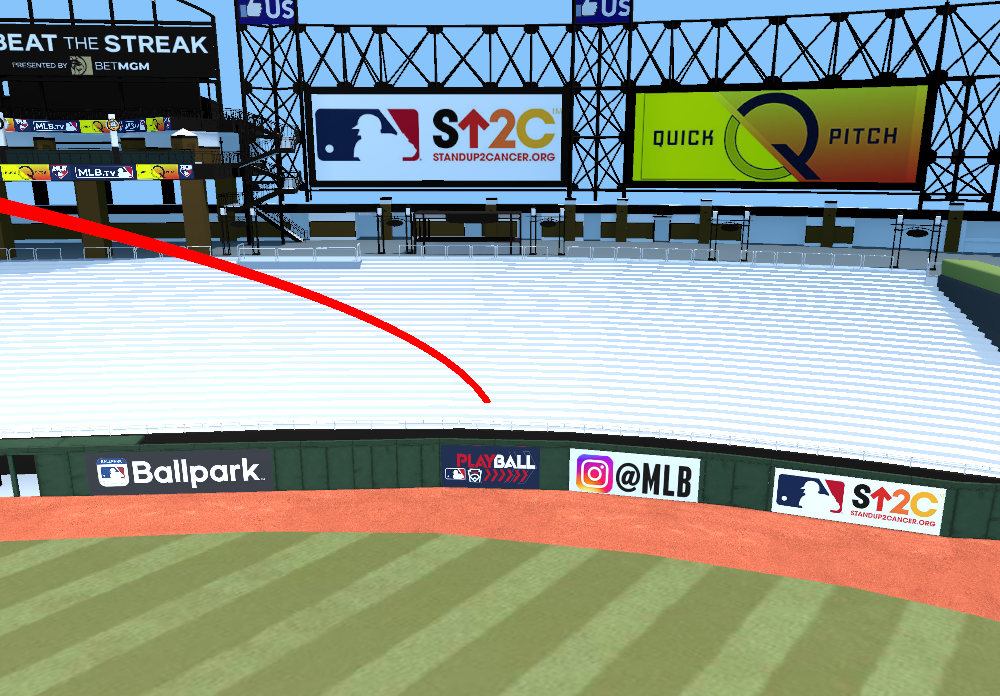 US
US
BEAT THE STREAK
PRESENTED BY BETMGM
S↑2C™
STANDUP2CANCER.ORG
QUICK PITCH
MLB.TV
MLB.TV
Ballpark
PLAY BALL
@MLB
S↑2C
STANDUP2CANCER.ORG